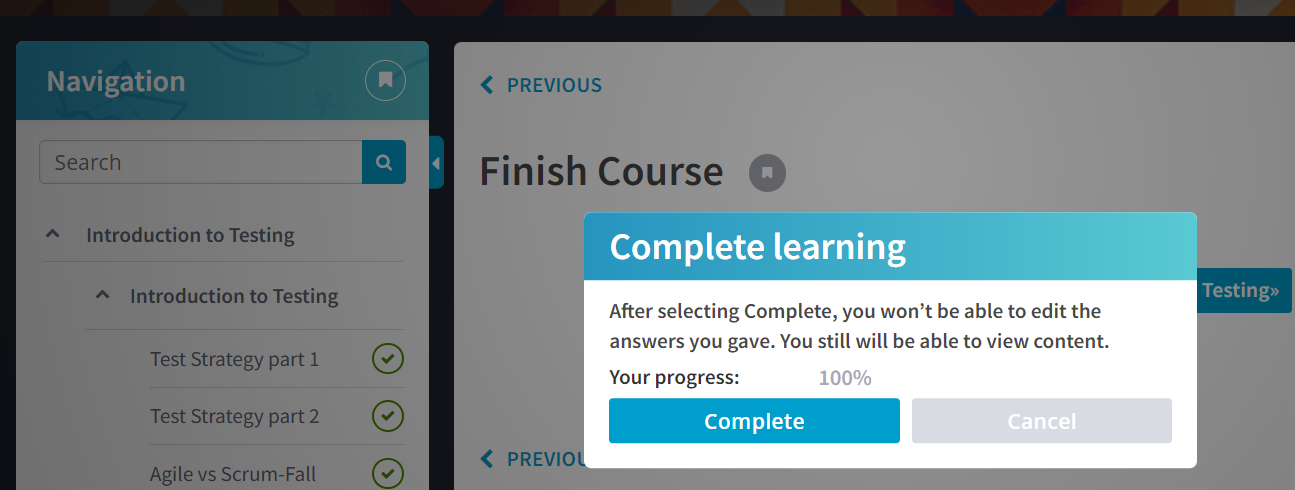 Navigation
Search
Introduction to Testing
Introduction to Testing
Test Strategy part 1
Test Strategy part 2
Agile vs Scrum-Fall
PREVIOUS
Finish Course
Complete learning
After selecting Complete, you won’t be able to edit the
answers you gave. You still will be able to view content.
Your progress: 100%
Complete Cancel
Testing»